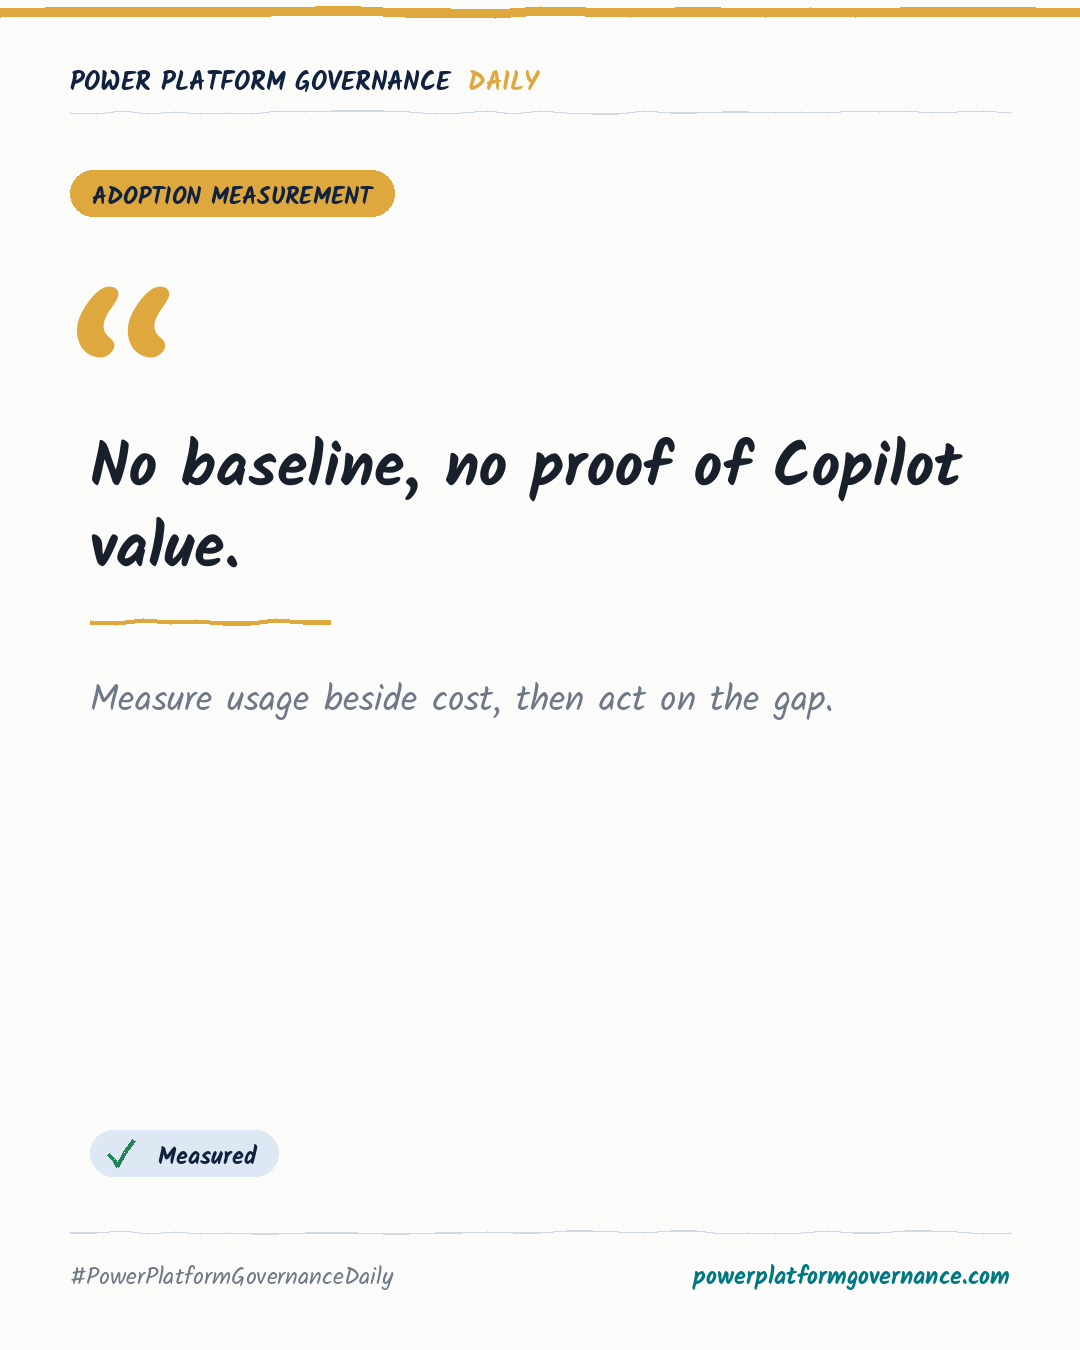 POWER PLATFORM GOVERNANCE DAILY
ADOPTION MEASUREMENT
“
No baseline, no proof of Copilot
value.
Measure usage beside cost, then act on the gap.
Measured
#PowerPlatformGovernanceDaily
powerplatformgovernance.com